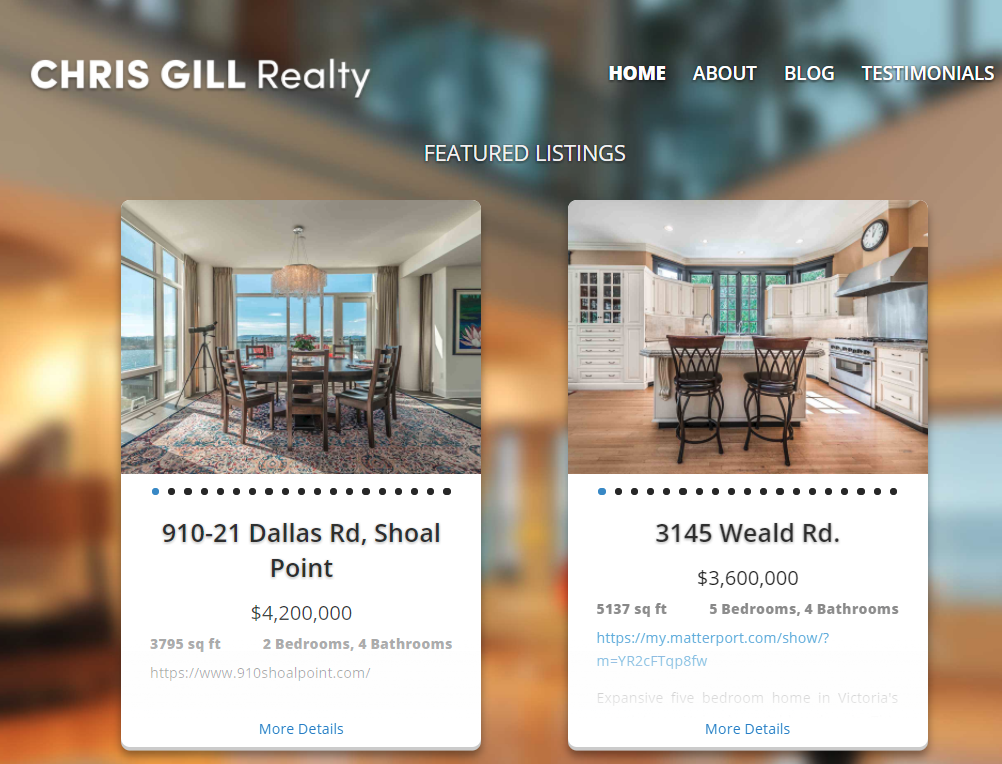 CHRIS GILL Realty
HOME ABOUT BLOG TESTIMONIALS
FEATURED LISTINGS
910-21 Dallas Rd, Shoal
Point
$4,200,000
3795 sq ft 2 Bedrooms, 4 Bathrooms
https://www.910shoalpoint.com/
More Details
3145 Weald Rd.
$3,600,000
5137 sq ft 5 Bedrooms, 4 Bathrooms
https://my.matterport.com/show/?
m=YR2cFTqp8fw
Expansive five bedroom home in Victoria's
More Details